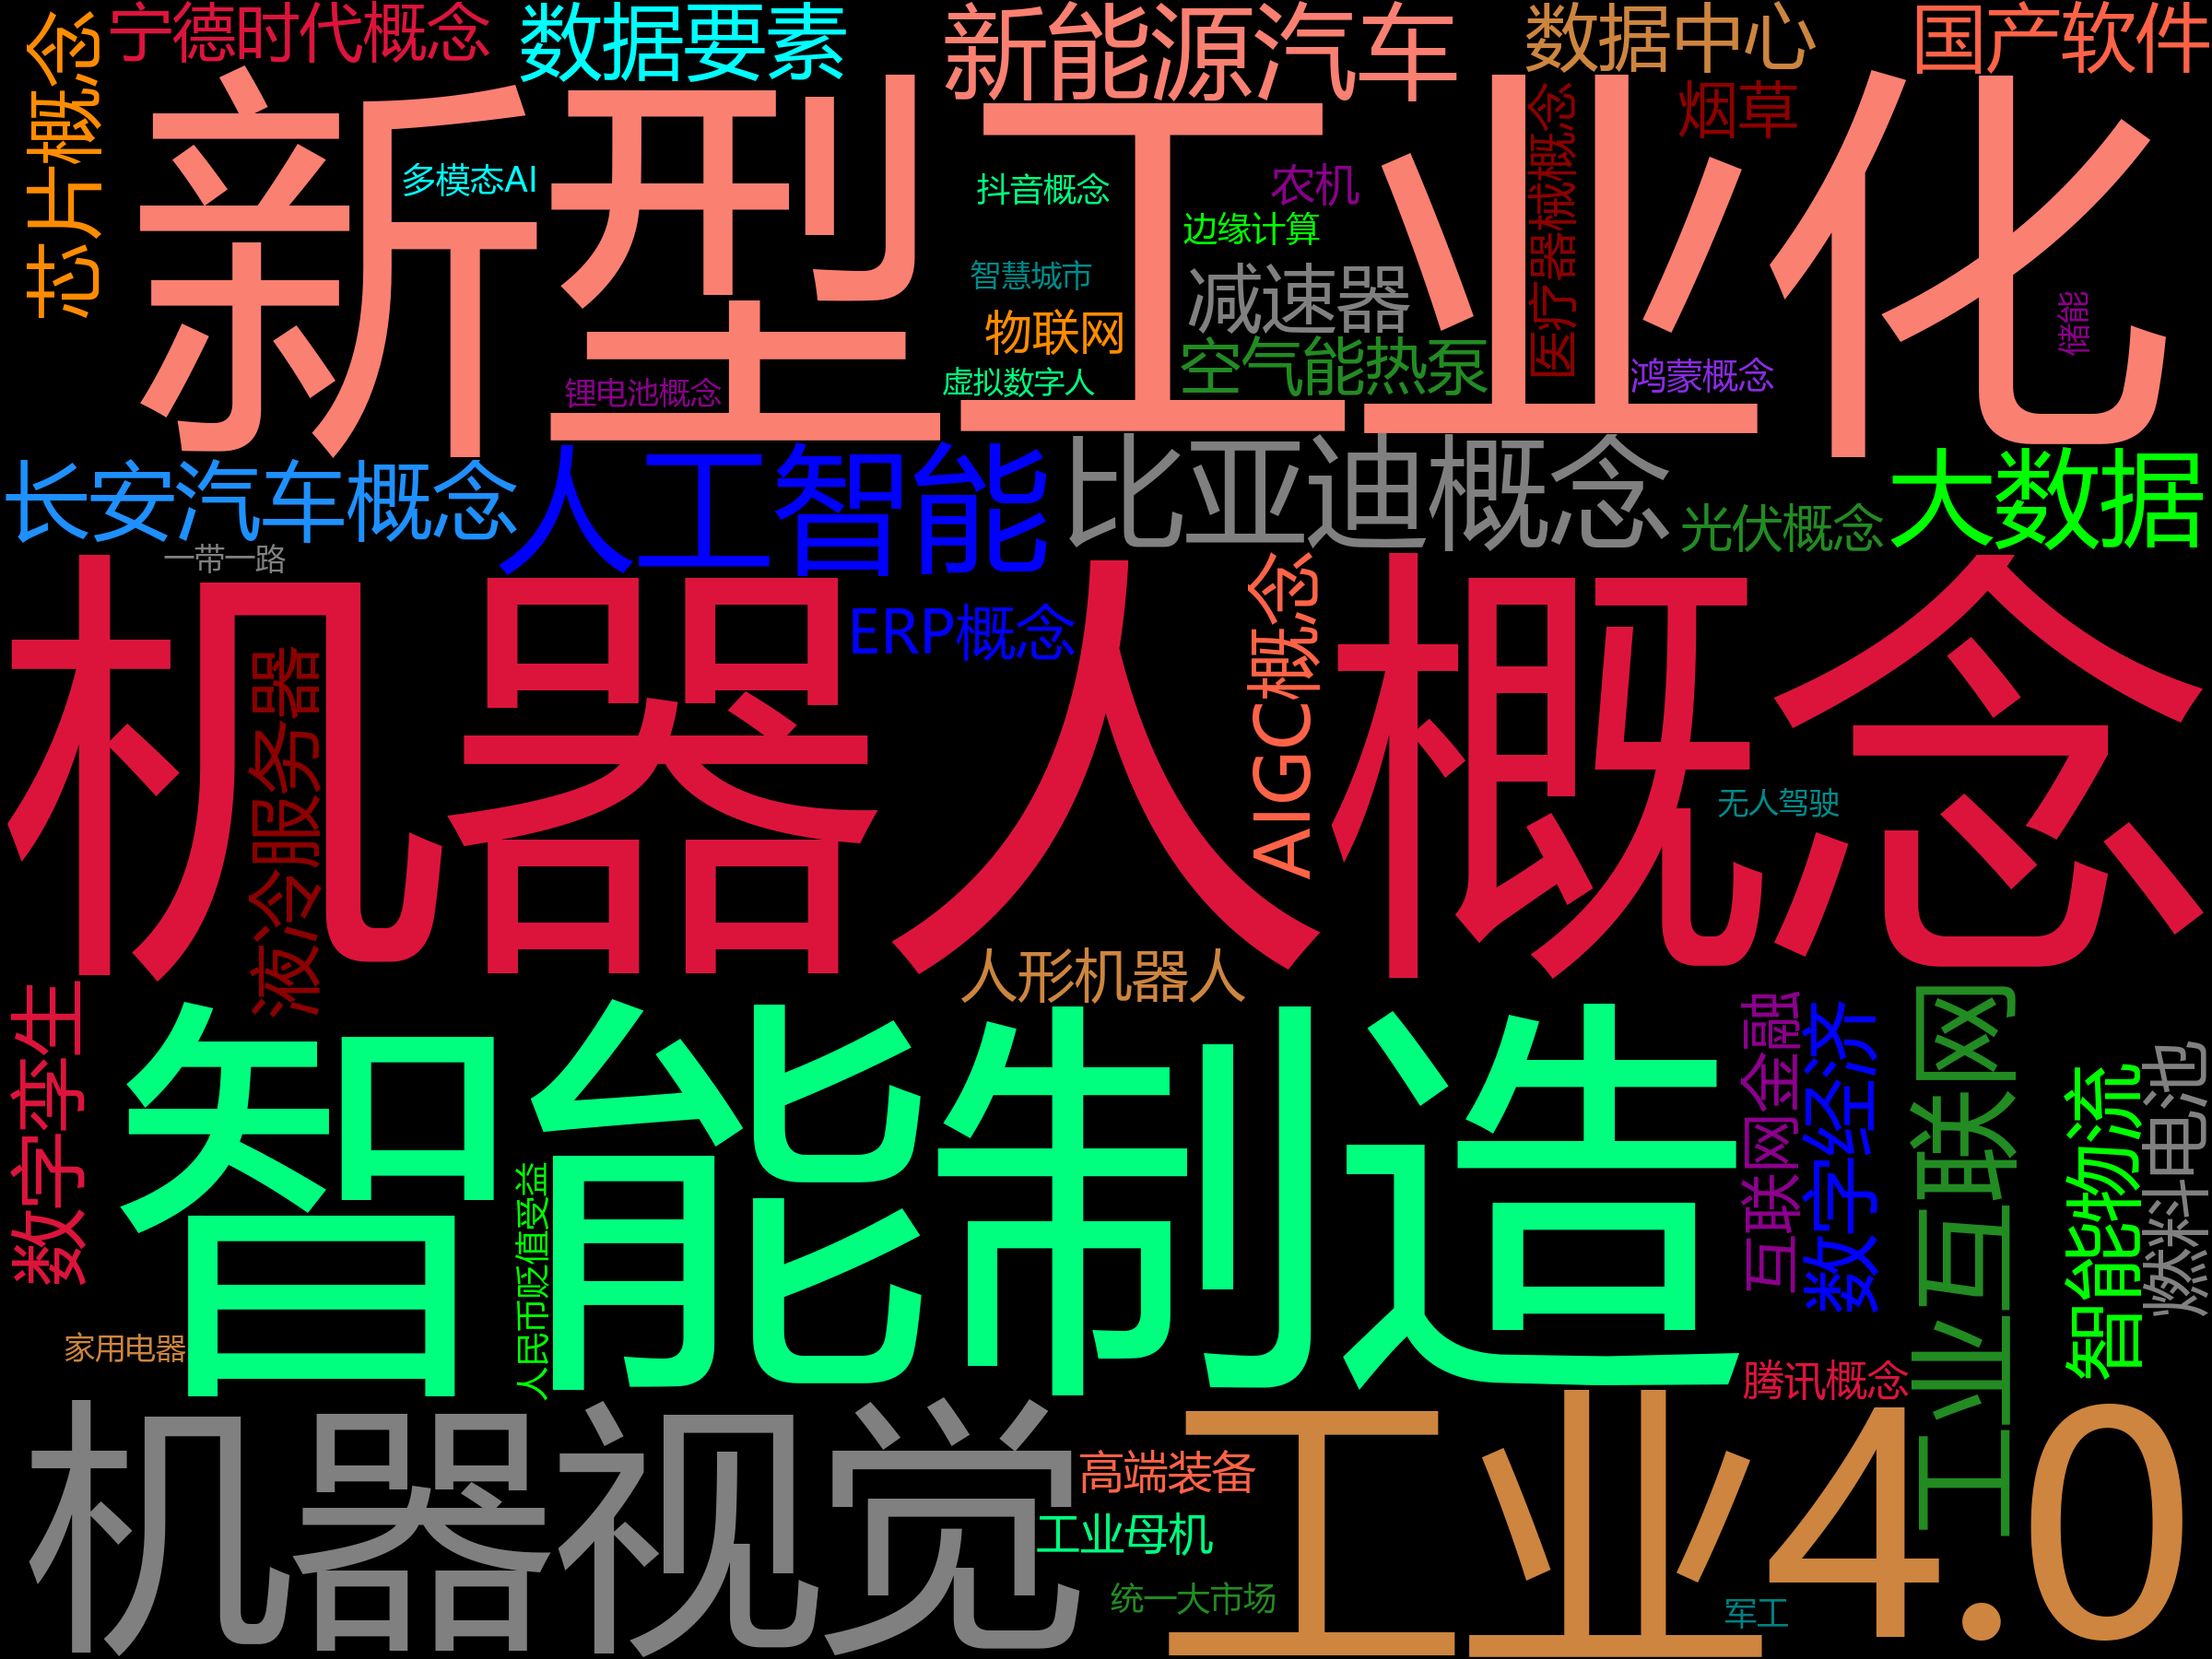 宁德时代概念
数据要素
新能源汽车
数据中心
国产软件
芯片概念
新型工业化
烟草
医疗器械概念
多模态AI
抖音概念
农机
边缘计算
智慧城市
减速器
储能
物联网
空气能热泵
鸿蒙概念
锂电池概念
虚拟数字人
长安汽车概念
人工智能
比亚迪概念
光伏概念
大数据
一带一路
ERP概念
AIGC概念
机器人概念
液冷服务器
无人驾驶
人形机器人
数字孪生
智能制造
人民币贬值受益
互联网金融
数字经济
工业互联网
智能物流
燃料电池
家用电器
腾讯概念
机器视觉
高端装备
工业母机
工业4.0
统一大市场
军工